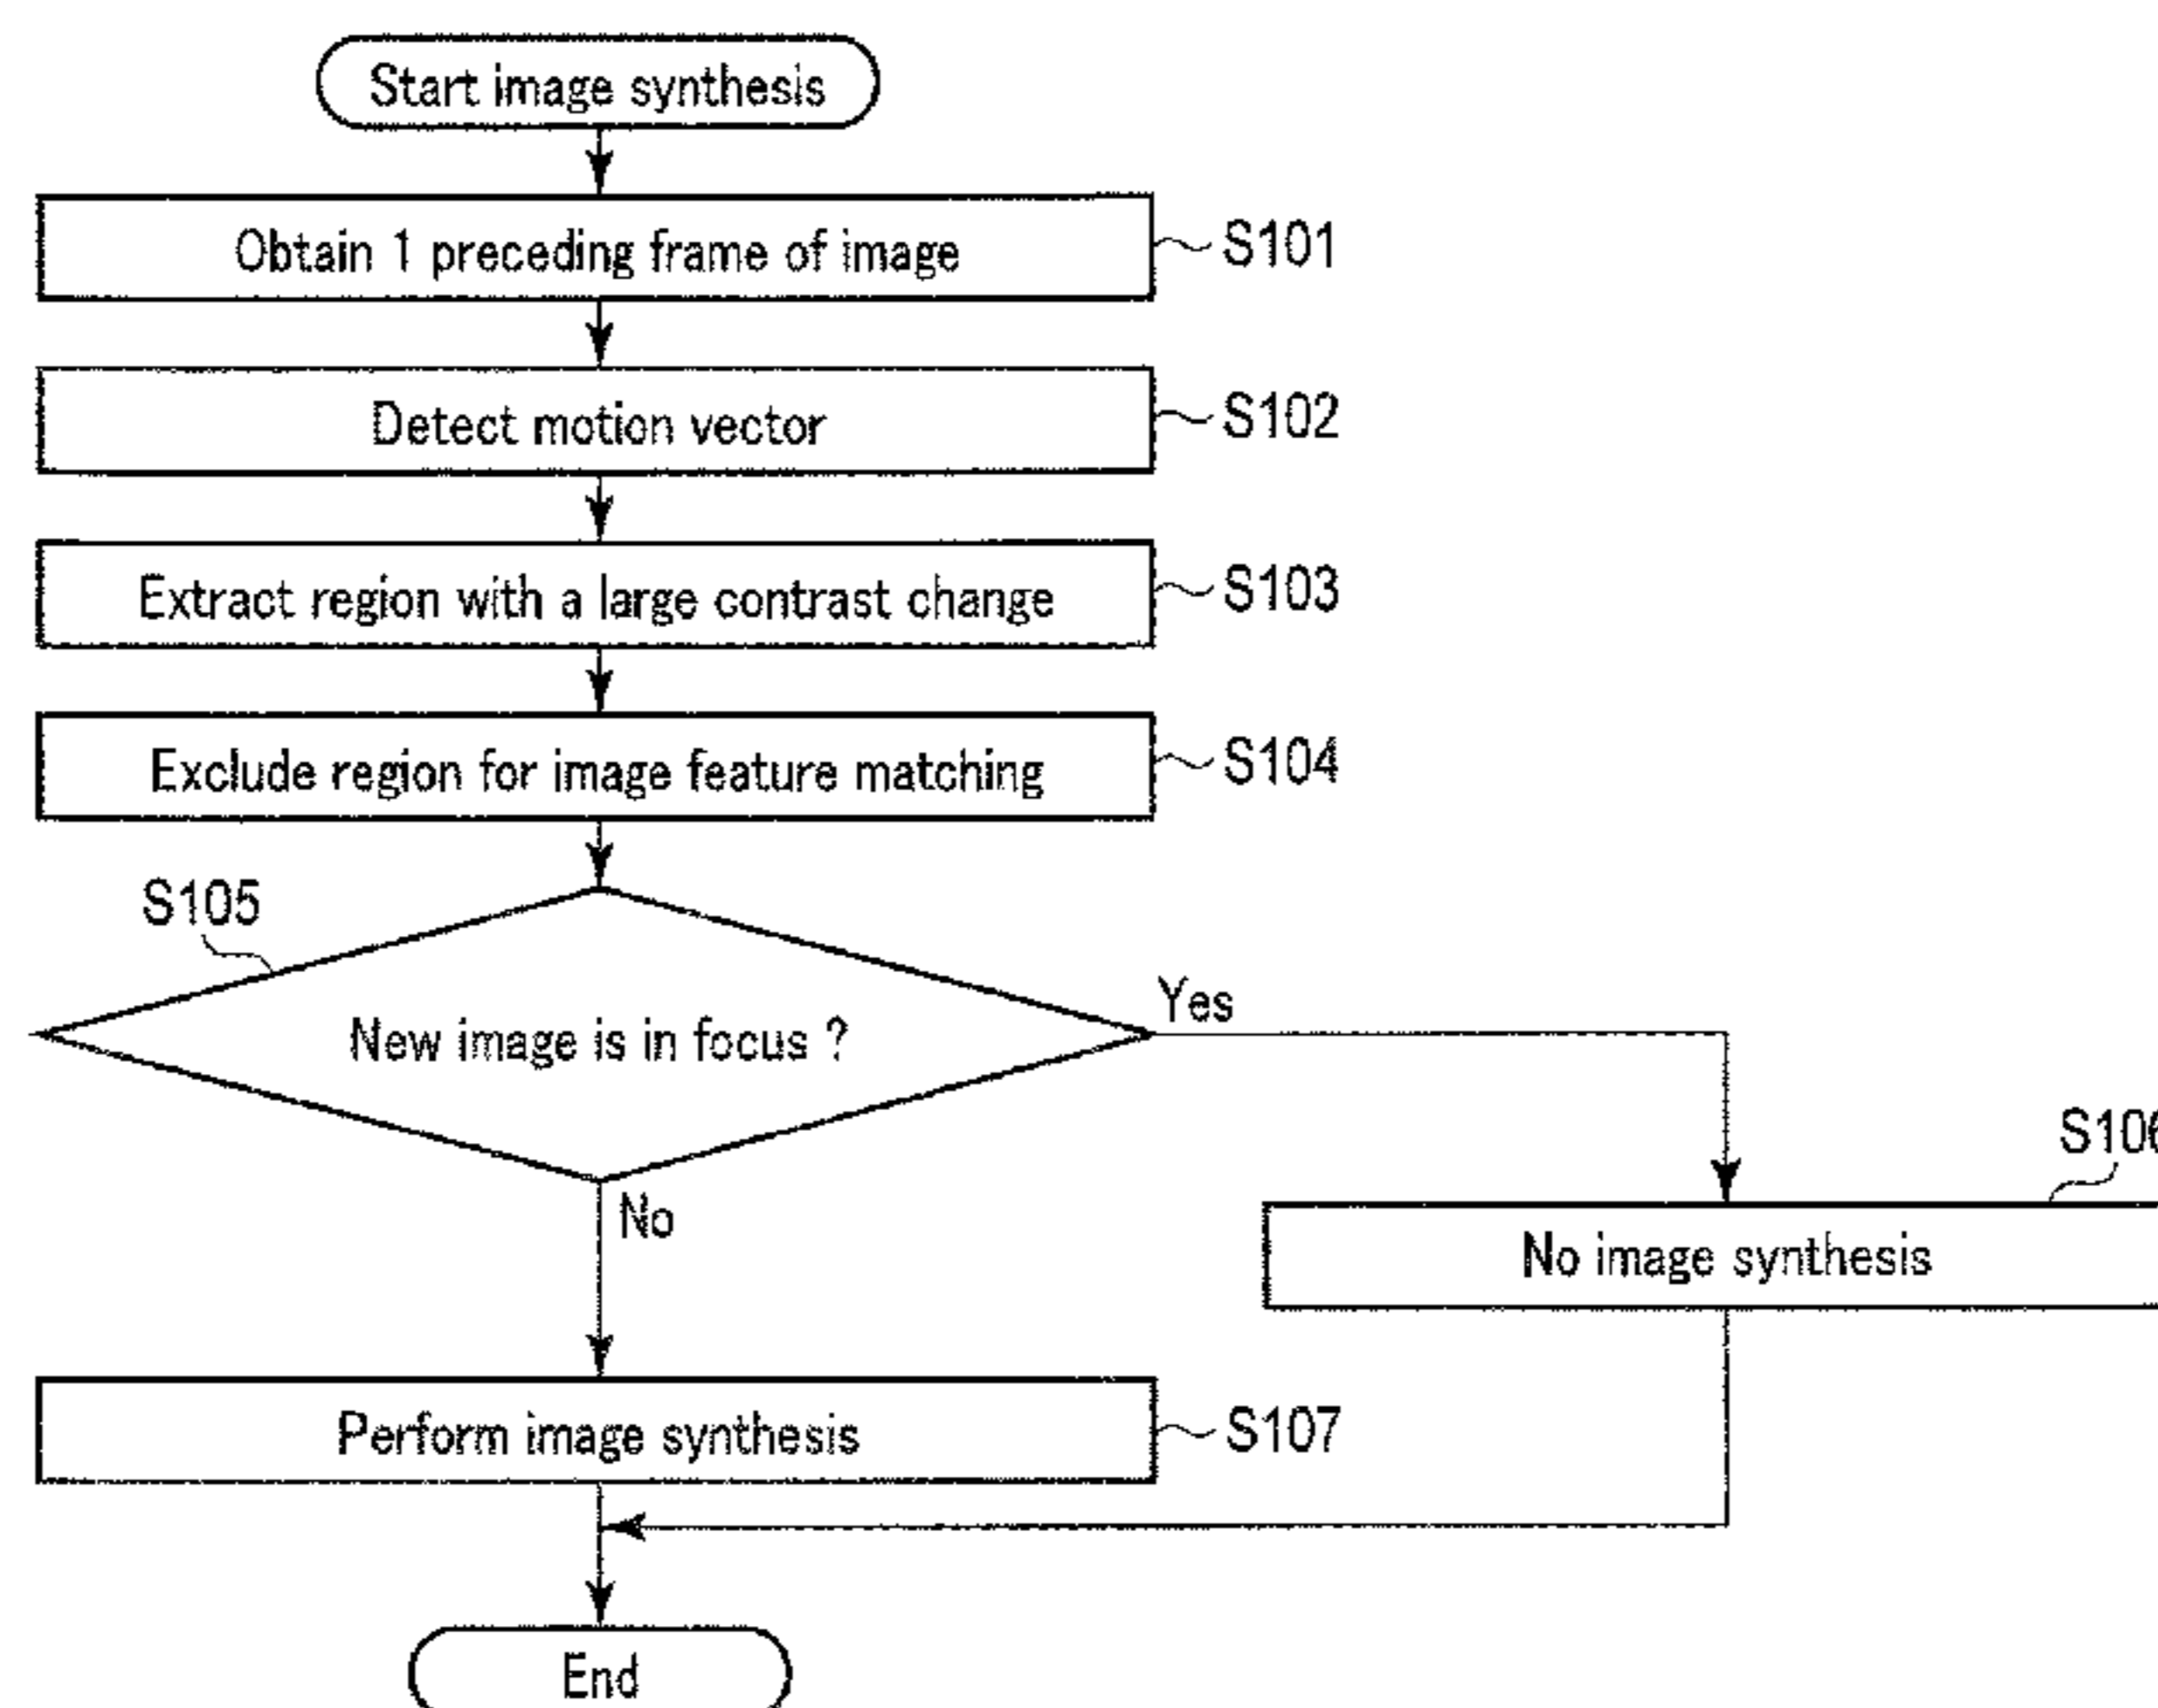 Start image synthesis
Obtain 1 preceding frame of image
S101
Detect motion vector
S102
Extract region with a large contrast change
S103
Exclude region for image feature matching
S104
S105
New image is in focus ?
Yes
No
S106
No image synthesis
Perform image synthesis
S107
End